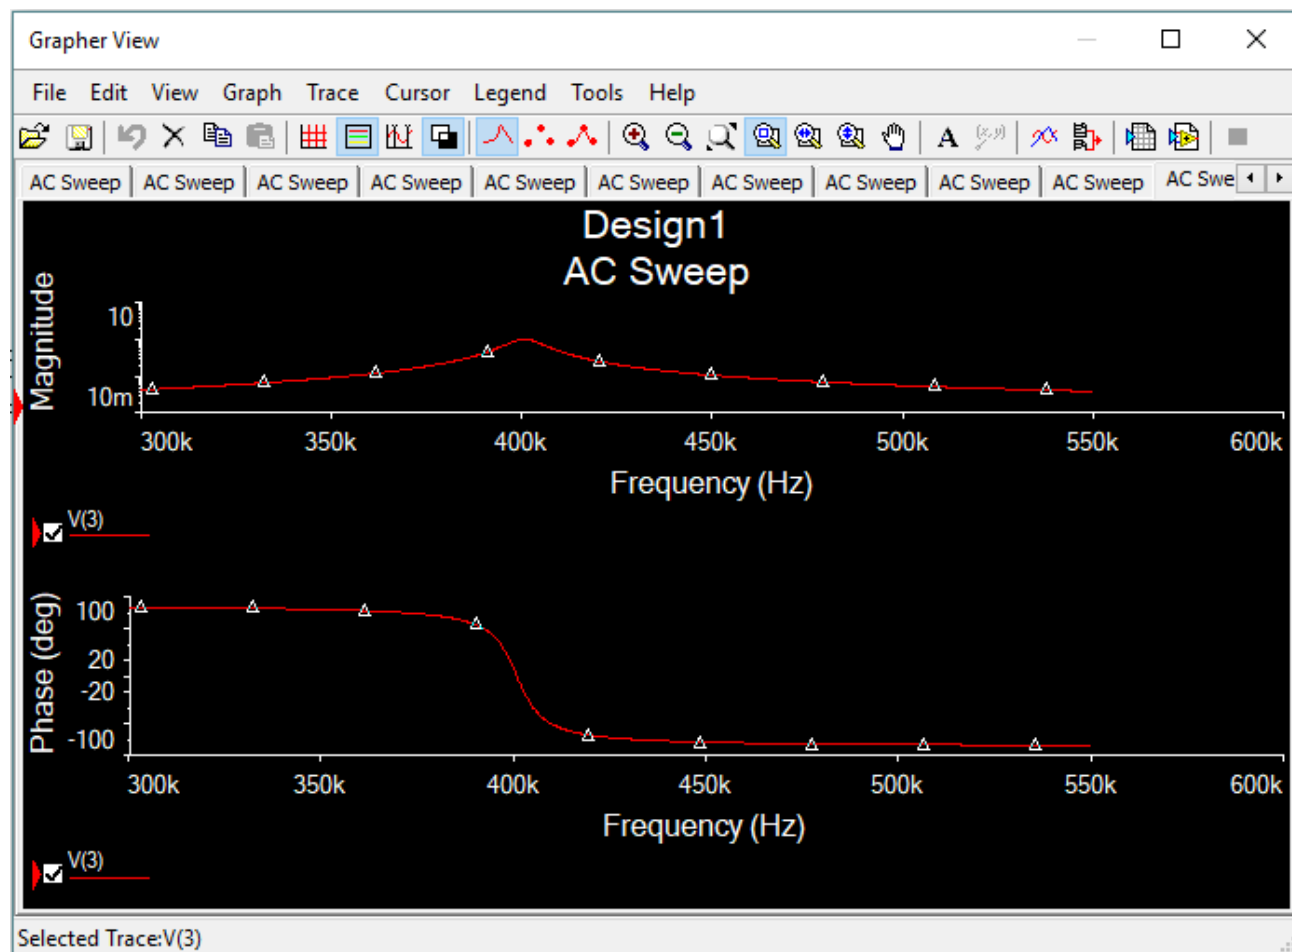 Grapher View
File Edit View Graph Trace Cursor Legend Tools Help
A (x,y)
AC Sweep AC Sweep AC Sweep AC Sweep AC Sweep AC Sweep AC Sweep AC Sweep AC Sweep AC Sweep AC Swe
Design1
AC Sweep
Magnitude
10
10m
300k 350k 400k 450k 500k 550k 600k
Frequency (Hz)
V(3)
Phase (deg)
100
20
-20
-100
300k 350k 400k 450k 500k 550k 600k
Frequency (Hz)
V(3)
Selected Trace:V(3)